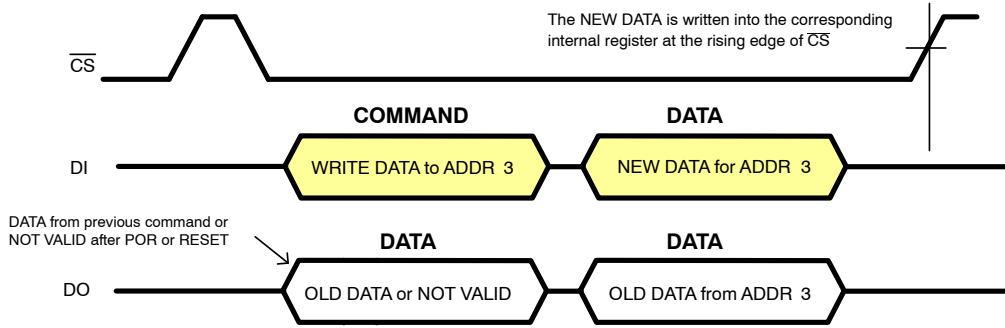 The NEW DATA is written into the corresponding
internal register at the rising edge of CS
CS
COMMAND
DATA
DI
WRITE DATA to ADDR 3
NEW DATA for ADDR 3
DATA from previous command or
NOT VALID after POR or RESET
DATA
DATA
DO
OLD DATA or NOT VALID
OLD DATA from ADDR 3